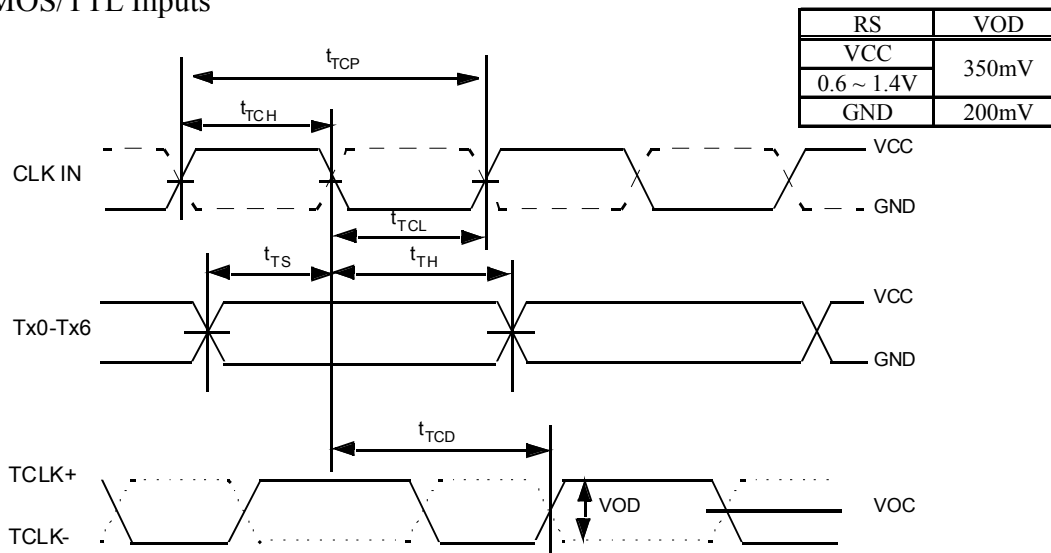 MOS/TTL Inputs
RS VOD
VCC 350mV
0.6 ~ 1.4V
GND 200mV
tTCP
tTCH
CLK IN
VCC
GND
tTCL
tTS
tTH
Tx0-Tx6
VCC
GND
tTCD
TCLK+
TCLK-
VOD
VOC